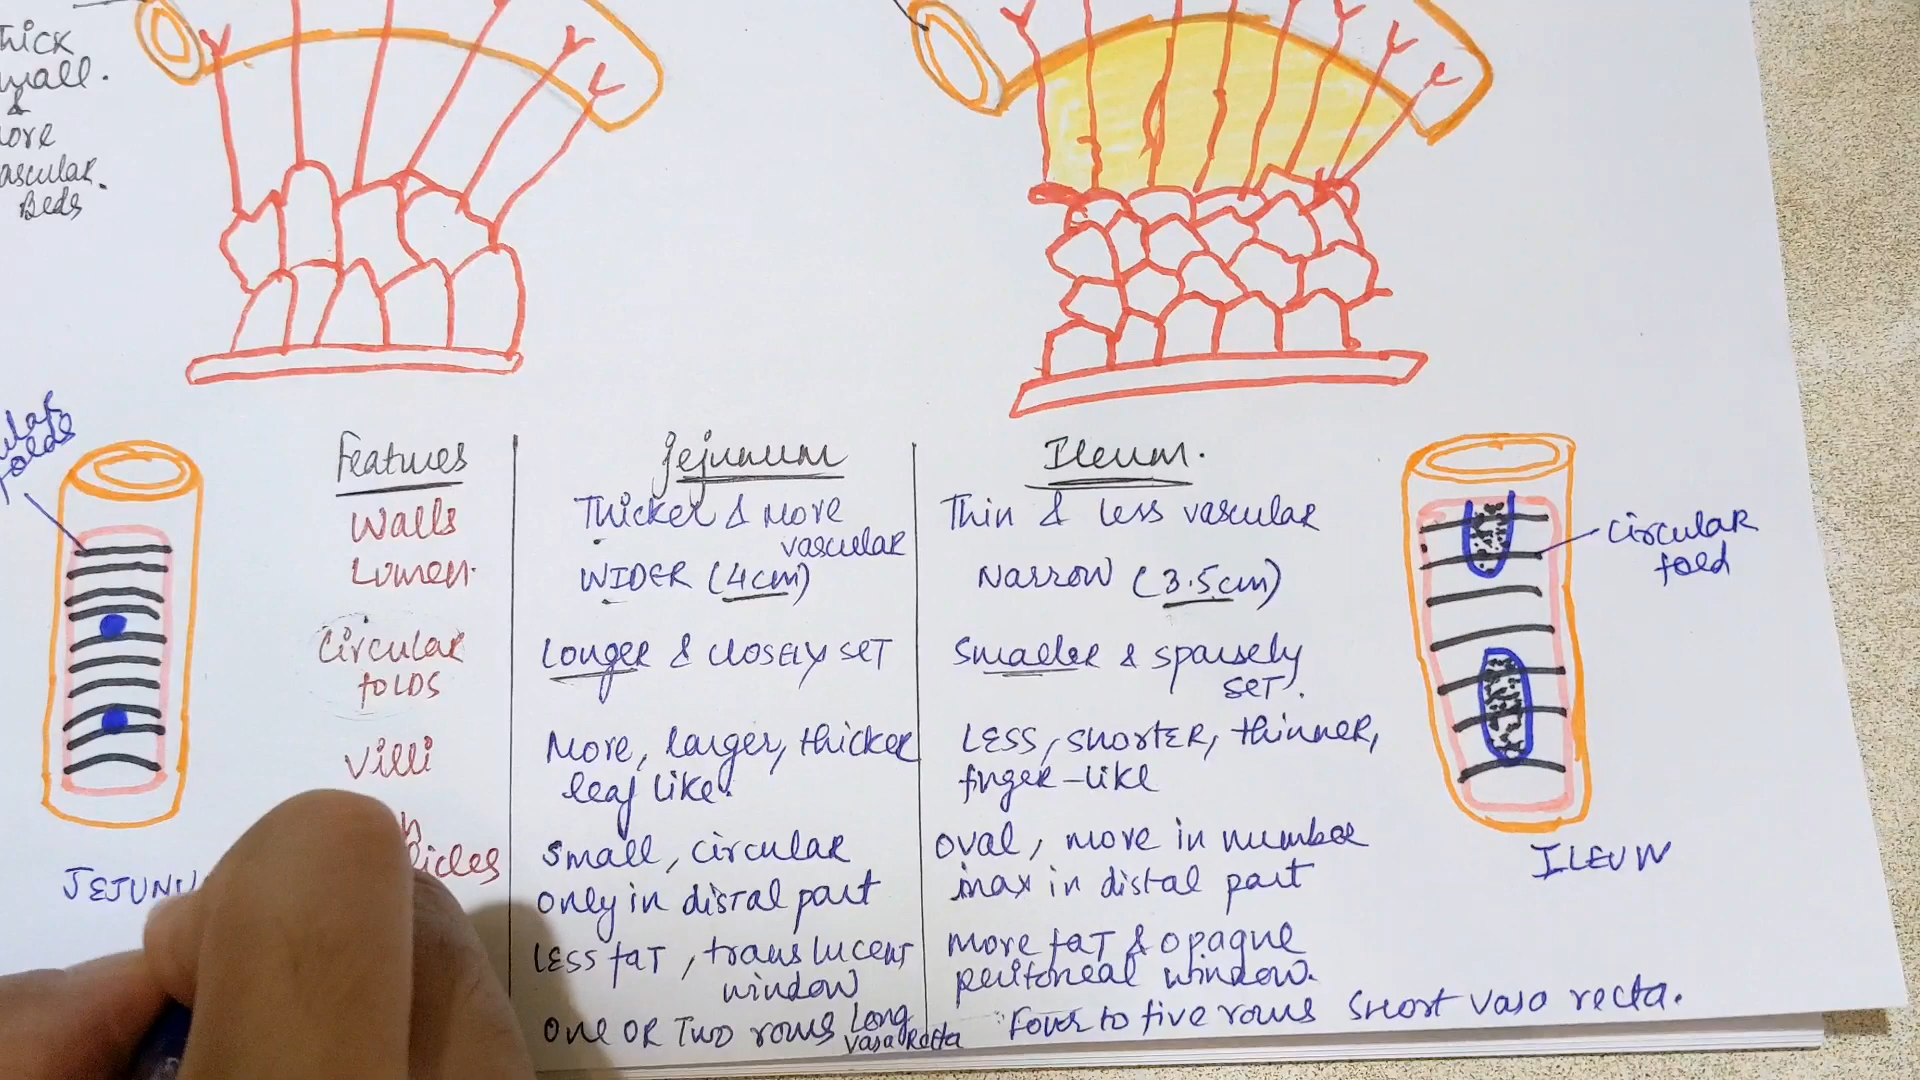 Thick
wall.
&
more
vascular.
Beds
folds
Features
Jejunum
Ileum.
Walls
Thicker & More
vascular
Thin & less vascular
Lumen.
WIDER (4cm)
Narrow (3.5cm)
Circular
folds
Longer & closely set
Smaller & sparsely
set.
Villi
More, larger, thicker
leaf like.
Less, shorter, thinner,
finger-like
small, circular
only in distal part
oval, more in number
max in distal part
Less fat, translucent
window
more fat & opaque
peritoneal window.
one or Two rows Long
vasa Recta
Four to five rows short vaso recta.
circular
fold
JEJUNU
ILEUM